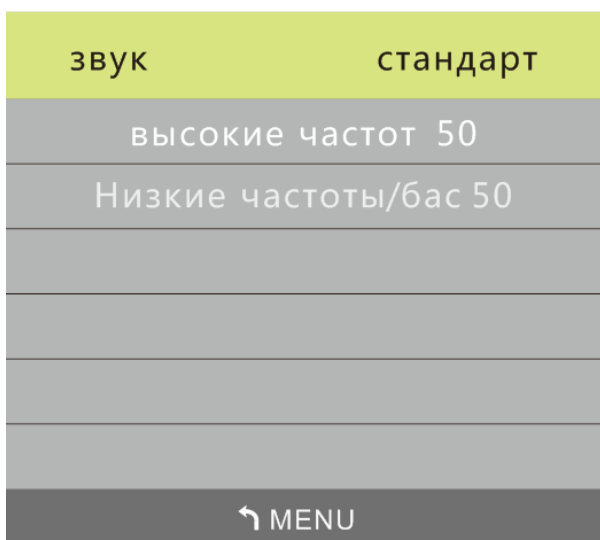 звук стандарт
высокие частот 50
Низкие частоты/бас 50
MENU